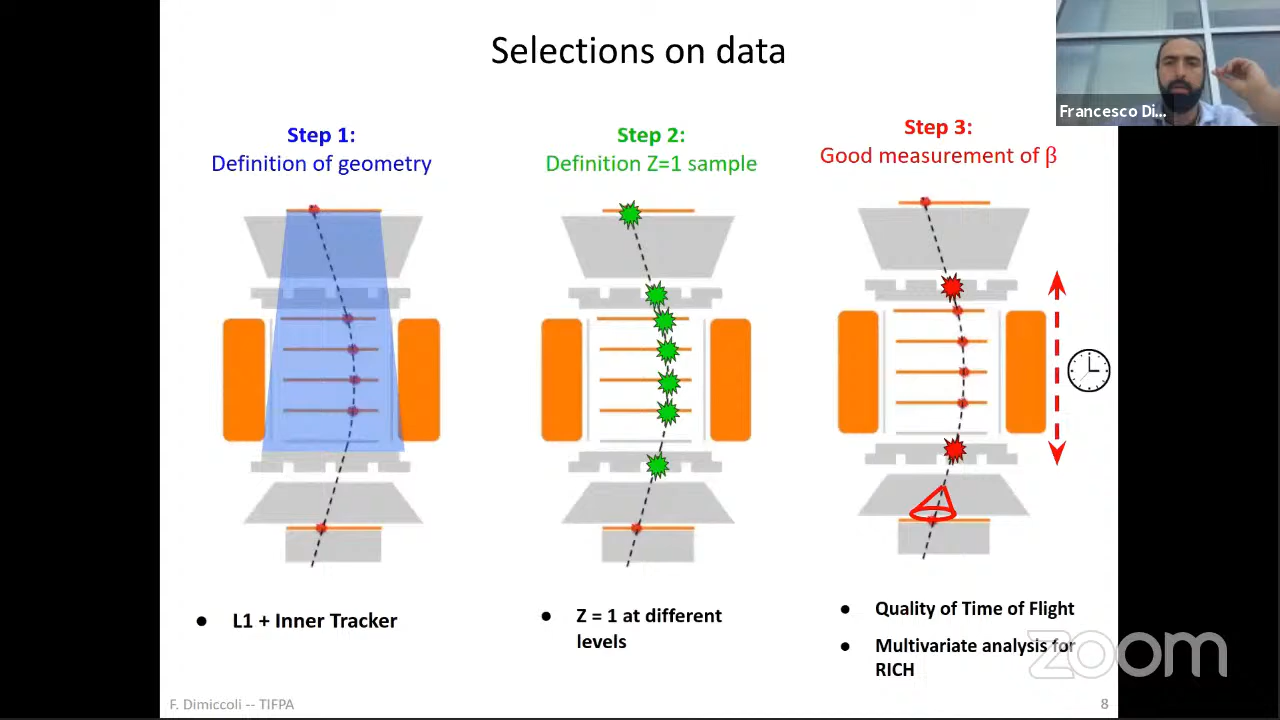 Selections on data
Francesco Di...
Step 1:
Definition of geometry
Step 2:
Definition Z=1 sample
Step 3:
Good measurement of β
● L1 + Inner Tracker
● Z = 1 at different
levels
● Quality of Time of Flight
● Multivariate analysis for
RICH
zoom
F. Dimiccoli -- TIFPA
8